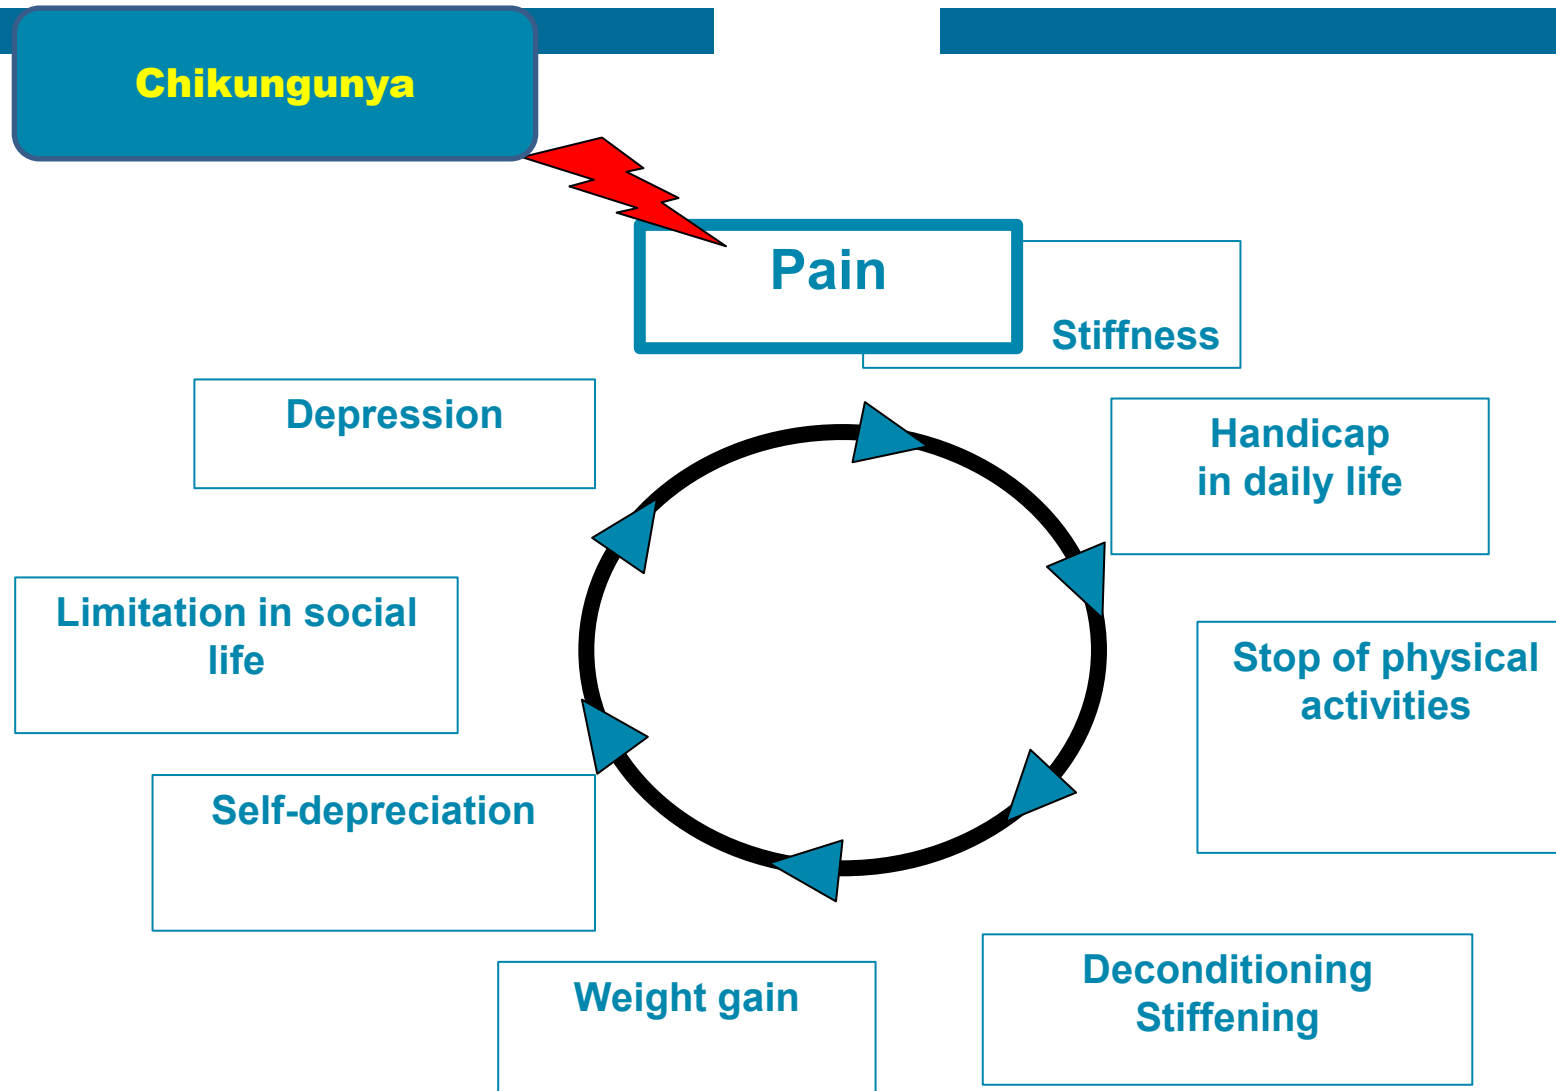 Chikungunya
Pain
Stiffness
Depression
Handicap
in daily life
Limitation in social
life
Stop of physical
activities
Self-depreciation
Weight gain
Deconditioning
Stiffening